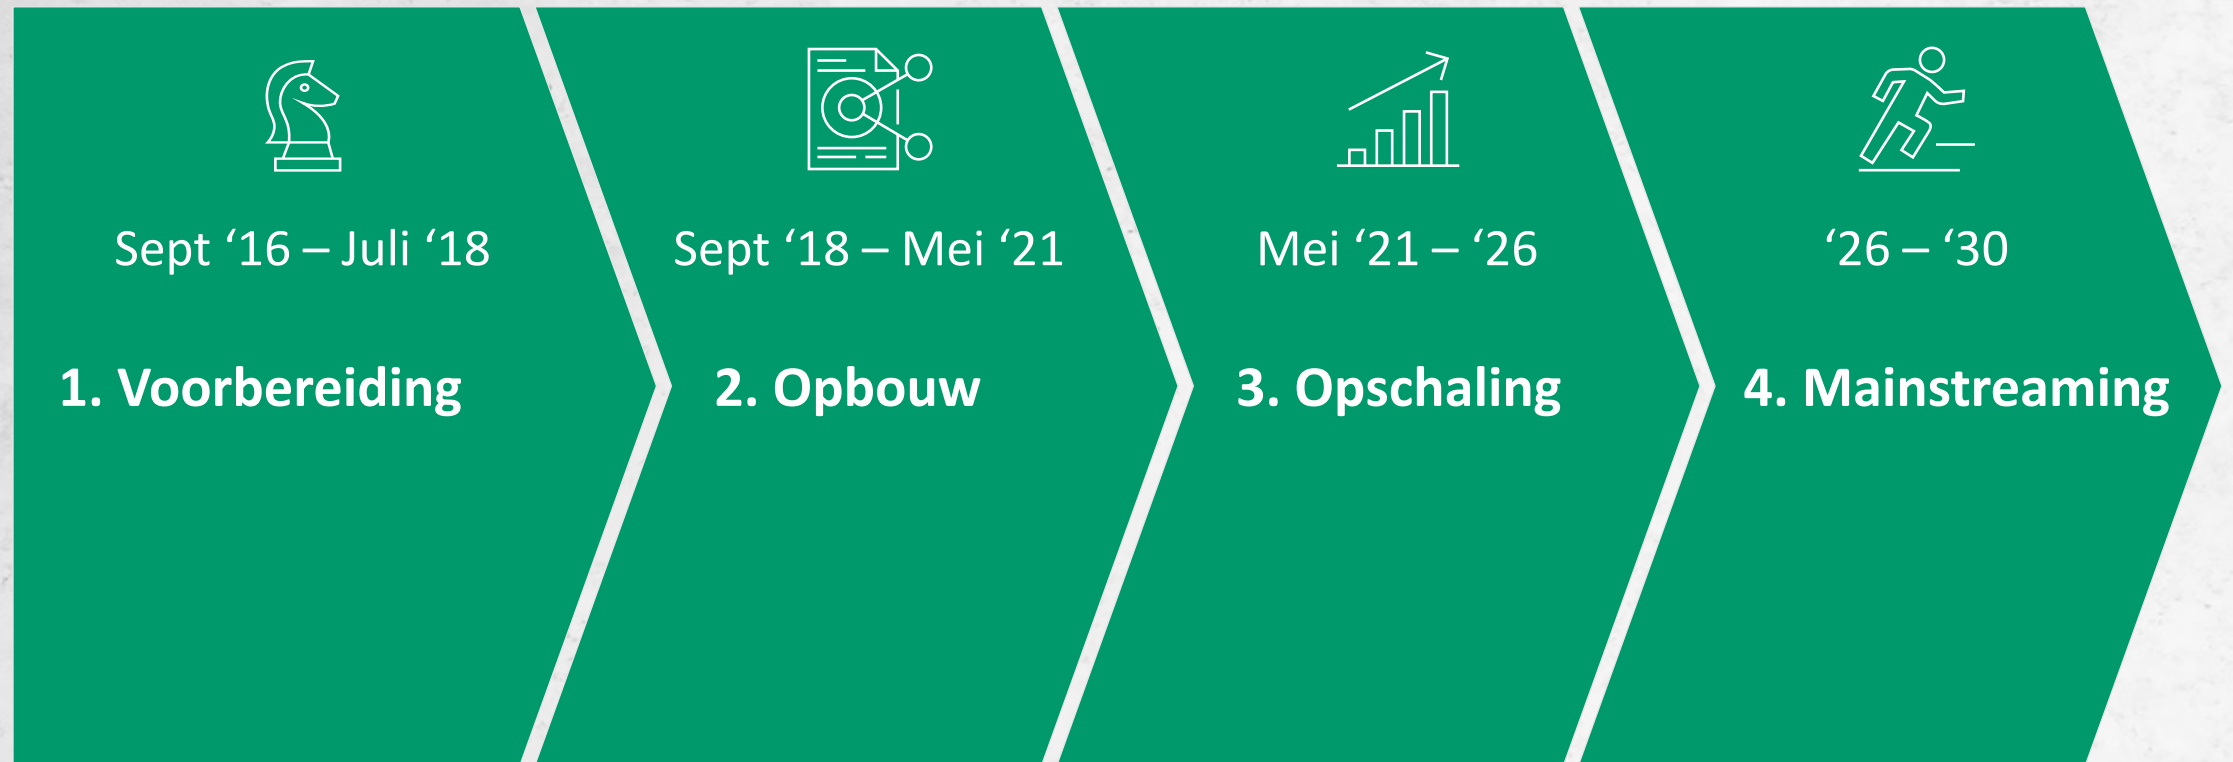 Sept ‘16 – Juli ‘18
1. Voorbereiding
Sept ‘18 – Mei ‘21
2. Opbouw
Mei ‘21 – ‘26
3. Opschaling
‘26 – ‘30
4. Mainstreaming